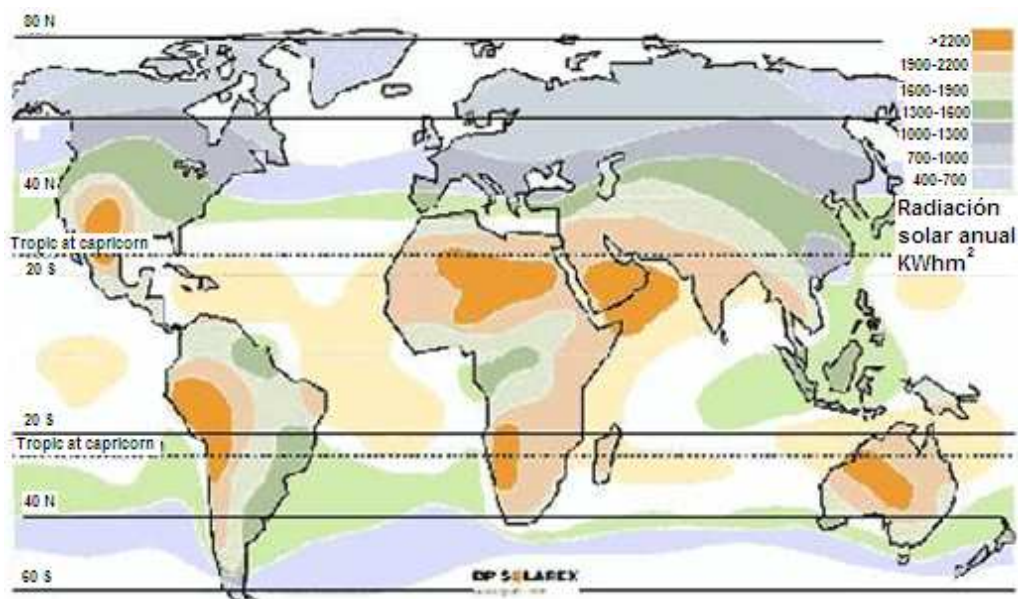 80 N
>2200
1900-2200
1600-1900
1300-1600
1000-1300
700-1000
400-700
40 N
Radiación
solar anual
KWhm²
Tropic at capricorn
20 S
20 S
Tropic at capricorn
40 N
60 S
BP SOLAREX